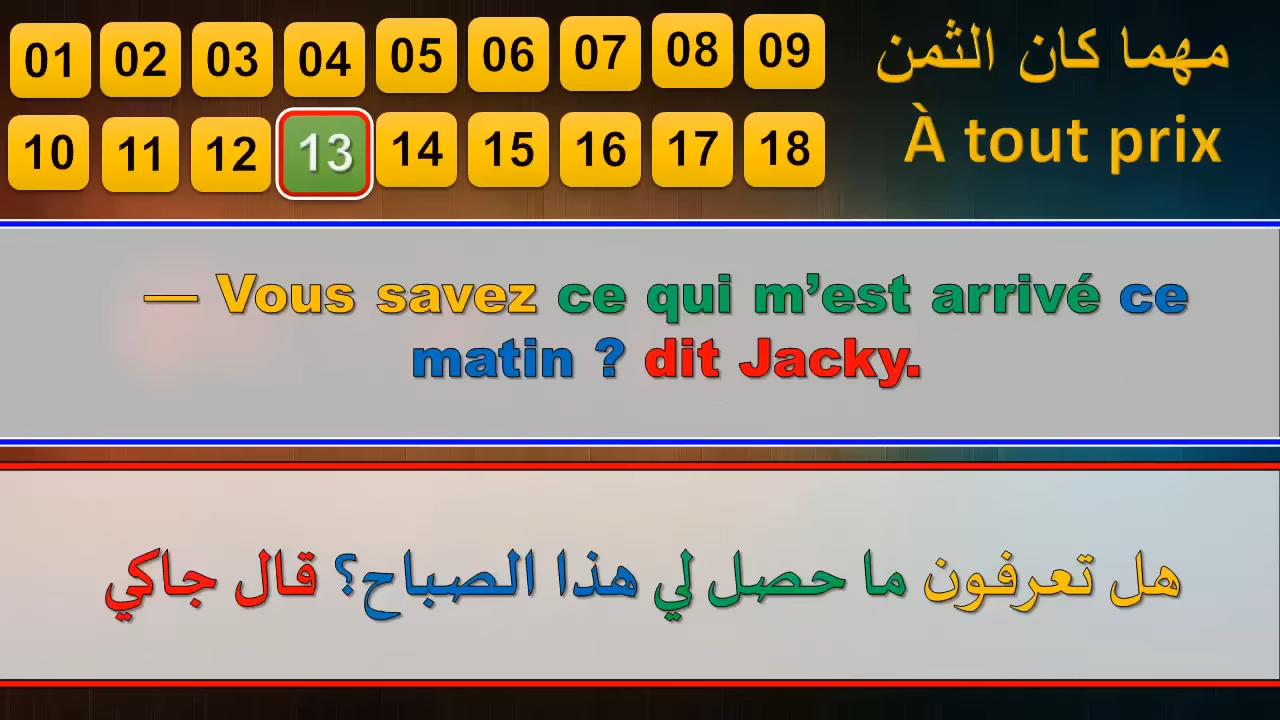 01 02 03 04 05 06 07 08 09
10 11 12 13 14 15 16 17 18
مهما كان الثمن
À tout prix
— Vous savez ce qui m’est arrivé ce
matin ? dit Jacky.
هل تعرفون ما حصل لي هذا الصباح؟ قال جاكي